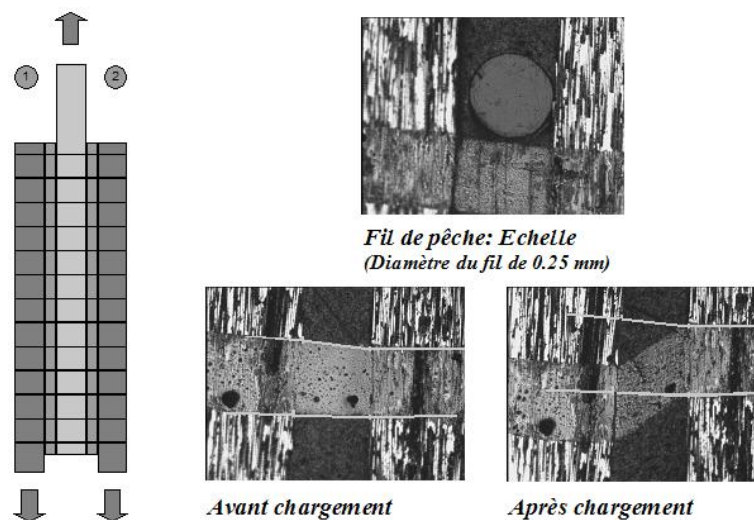 1
2
Fil de pêche: Echelle
(Diamètre du fil de 0.25 mm)
Avant chargement
Après chargement